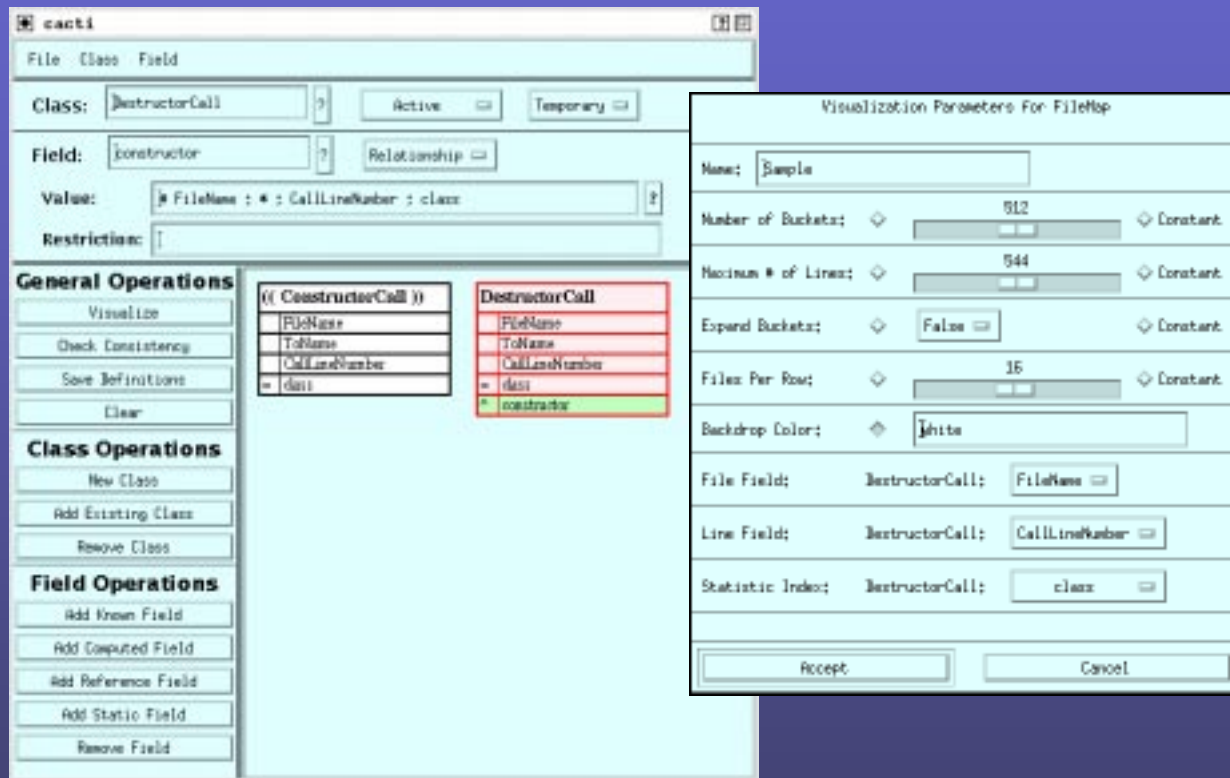 cacti
File Class Field
Class: DestructorCall ? Active Temporary
Field: constructor ? Relationship
Value: # FileName ; * ; CallLineNumber ; class ?
Restriction:
General Operations
Visualize
Check Consistency
Save Definitions
Clear
Class Operations
New Class
Add Existing Class
Remove Class
Field Operations
Add Known Field
Add Computed Field
Add Reference Field
Add Static Field
Remove Field
(( ConstructorCall ))
FileName
ToName
CallLineNumber
= class
DestructorCall
FileName
ToName
CallLineNumber
= class
* constructor
Visualization Parameters for FileMap
Name: Sample
Number of Buckets: 512 Constant
Maximum # of Lines: 544 Constant
Expand Buckets: False Constant
Files Per Row: 16 Constant
Backdrop Color: white
File Field: DestructorCall: FileName
Line Field: DestructorCall: CallLineNumber
Statistic Index: DestructorCall: class
Accept Cancel